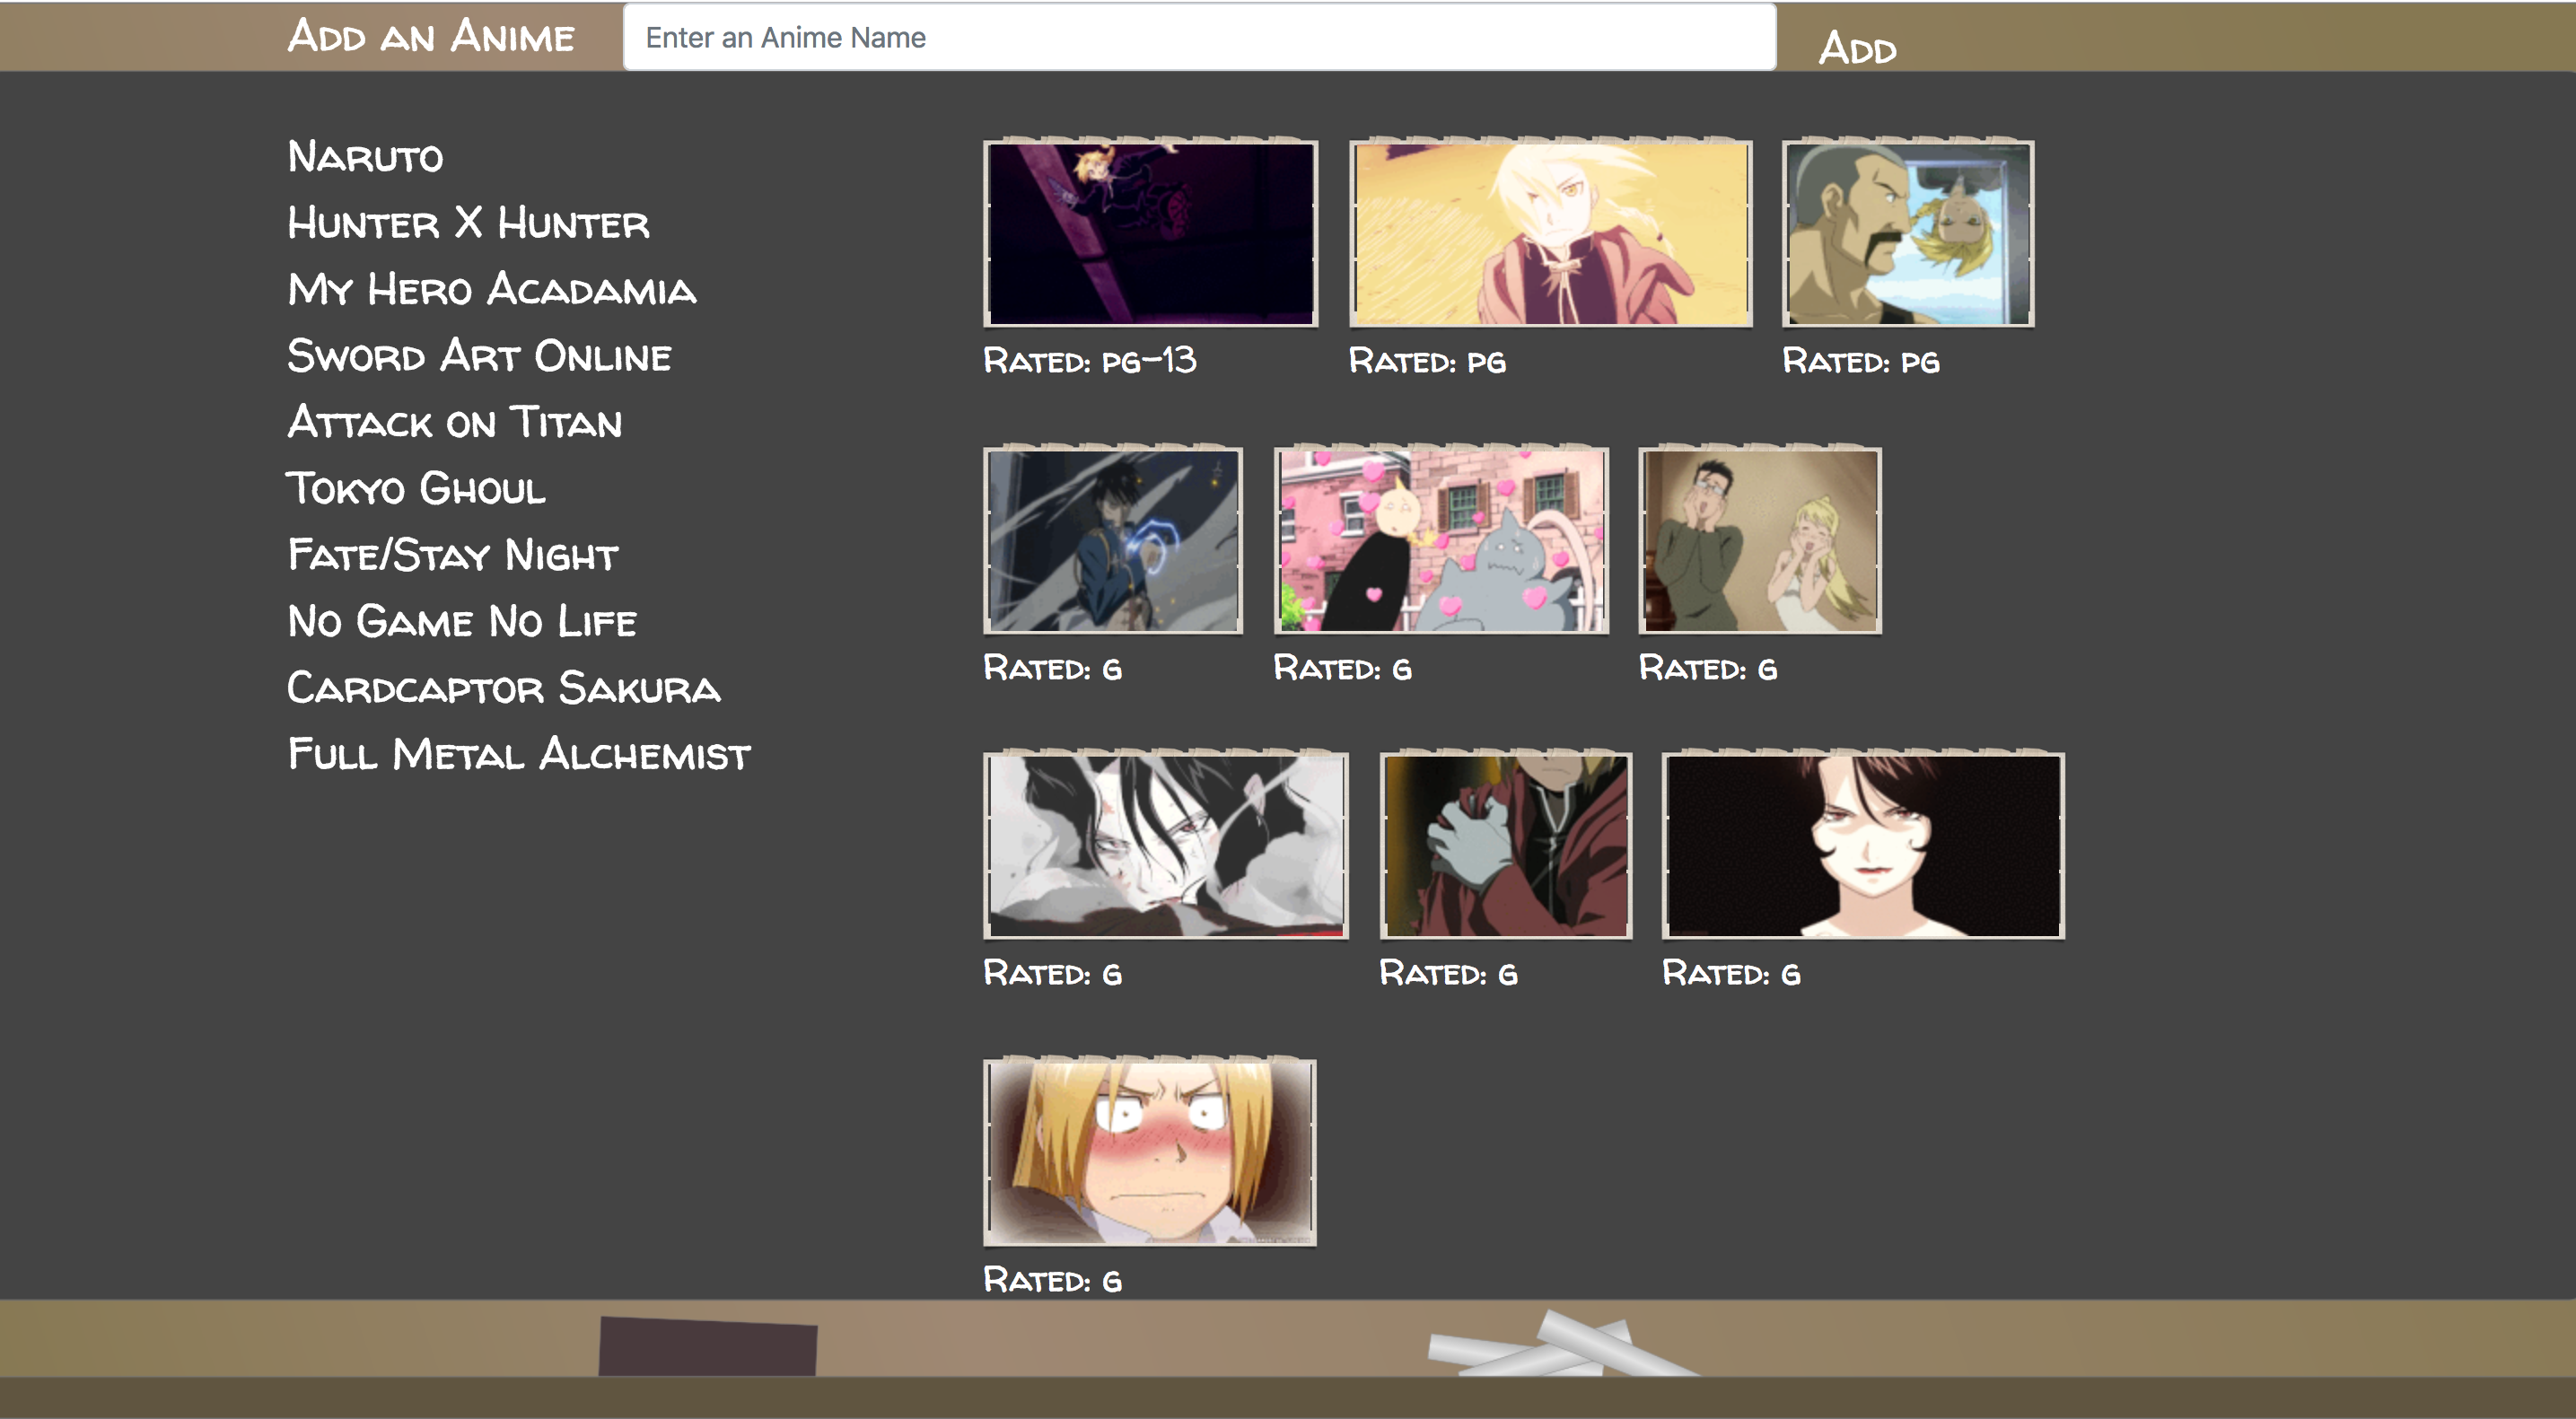 Add an Anime
Enter an Anime Name
Add
Naruto
Hunter X Hunter
My Hero Acadamia
Sword Art Online
Attack on Titan
Tokyo Ghoul
Fate/Stay Night
No Game No Life
Cardcaptor Sakura
Full Metal Alchemist
Rated: pg-13
Rated: pg
Rated: pg
Rated: g
Rated: g
Rated: g
Rated: g
Rated: g
Rated: g
Rated: g